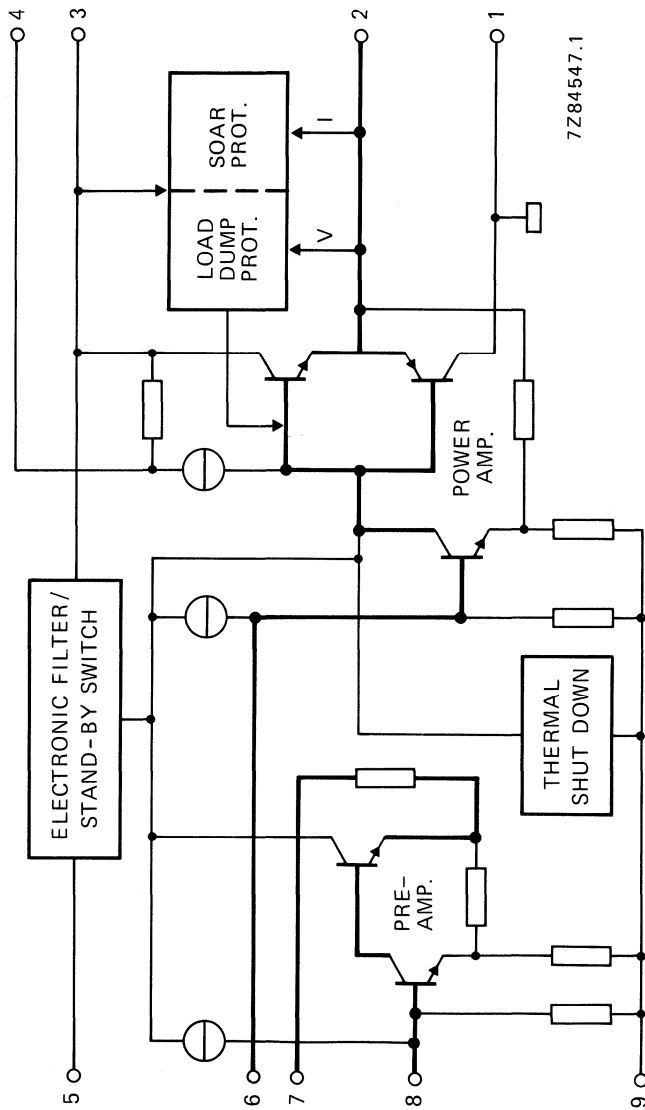 4
3
2
1
LOAD
DUMP
PROT.
SOAR
PROT.
V
I
7Z84547.1
POWER
AMP.
ELECTRONIC FILTER/
STAND-BY SWITCH
THERMAL
SHUT DOWN
PRE-
AMP.
5
6
7
8
9